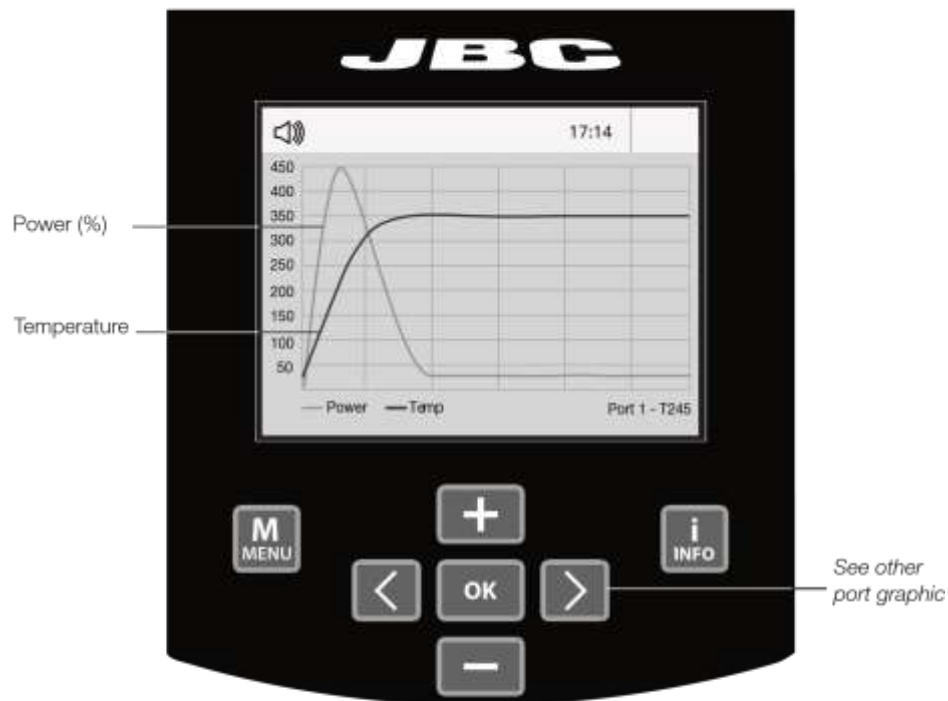 JBC
17:14
450
400
350
300
250
200
150
100
50
Power (%)
Temperature
Power Temp Port 1 - T245
M
MENU
+
i
INFO
< OK >
See other
port graphic
−